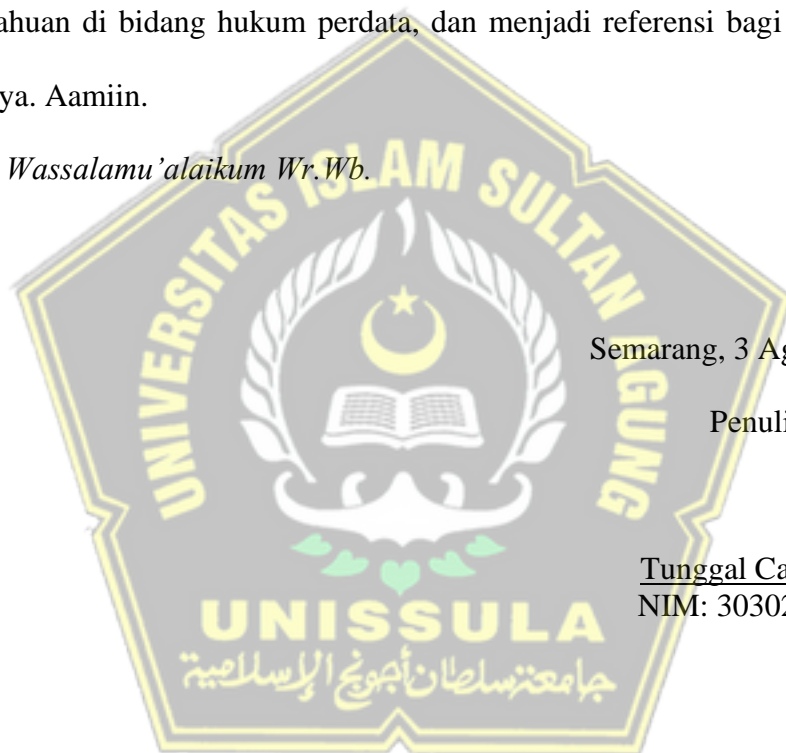 ahuan di bidang hukum perdata, dan menjadi referensi bagi
ya. Aamiin.
Wassalamu’alaikum Wr.Wb.
UNIVERSITAS ISLAM SULTAN AGUNG
Semarang, 3 Ag
Penuli
Tunggal Ca
NIM: 30302
UNISSULA
جامعة سلطان أجونج الإسلامية